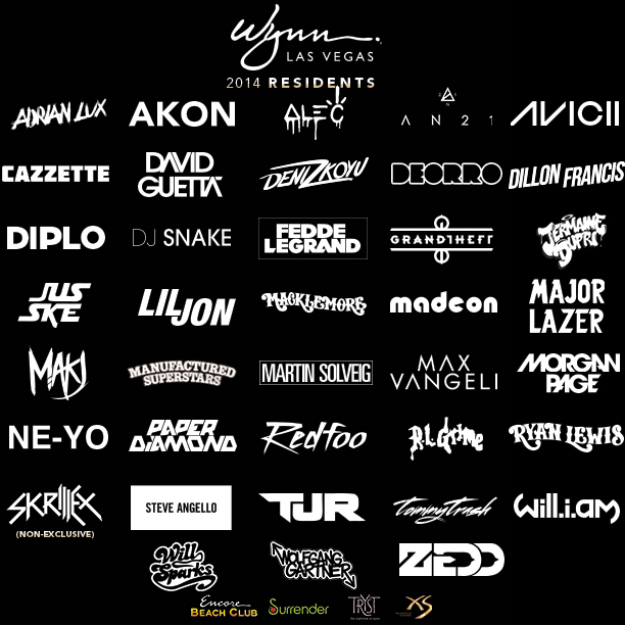 Wynn
LAS VEGAS
2014 RESIDENTS
ADRIAN LUX AKON ALEC AN21 AVICII
CAZZETTE DAVID GUETTA DENIZ KOYU DEORRO DILLON FRANCIS
DIPLO DJ SNAKE FEDDE LEGRAND GRANDTHEFT JERMAINE DUPRI
JUS SKE LIL JON MACKLEMORE madeon MAJOR LAZER
MAKJ MANUFACTURED SUPERSTARS MARTIN SOLVEIG MAX VANGELI MORGAN PAGE
NE-YO PAPER DIAMOND Redfoo R.L. Grime RYAN LEWIS
SKRILLEX STEVE ANGELLO TJR tommy trash will.i.am
(NON-EXCLUSIVE)
Will Sparks WOLFGANG GARTNER ZEDD
Encore BEACH CLUB Surrender TRYST XS